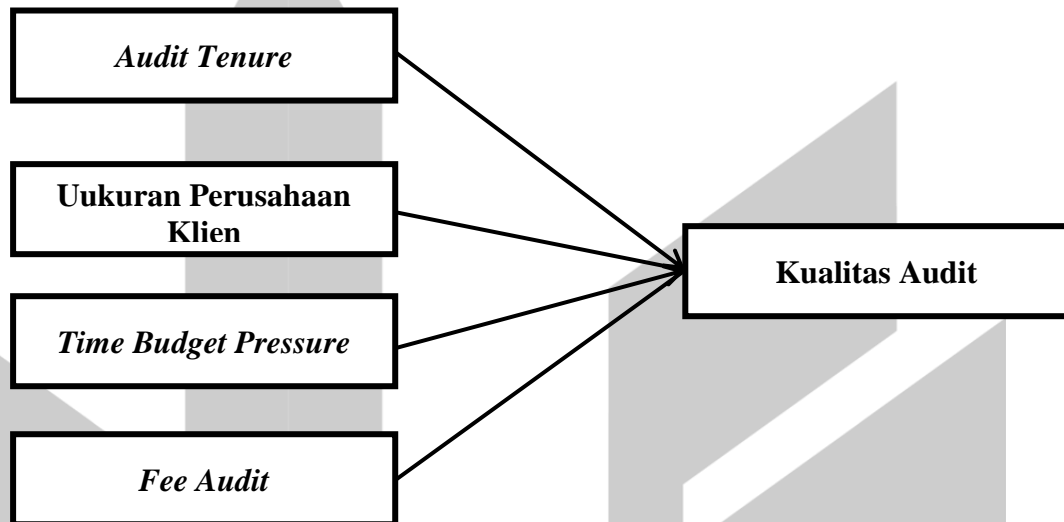 Audit Tenure
Uukuran Perusahaan
Klien
Kualitas Audit
Time Budget Pressure
Fee Audit